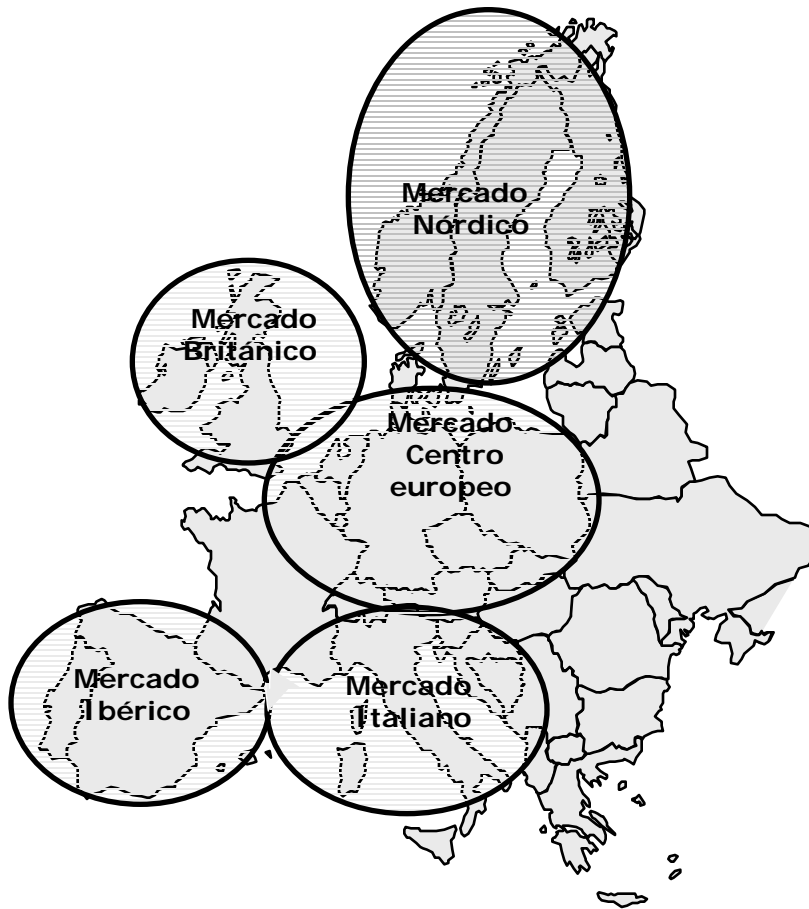 Mercado
Nórdico
Mercado
Británico
Mercado
Centro
europeo
Mercado
Ibérico
Mercado
Italiano